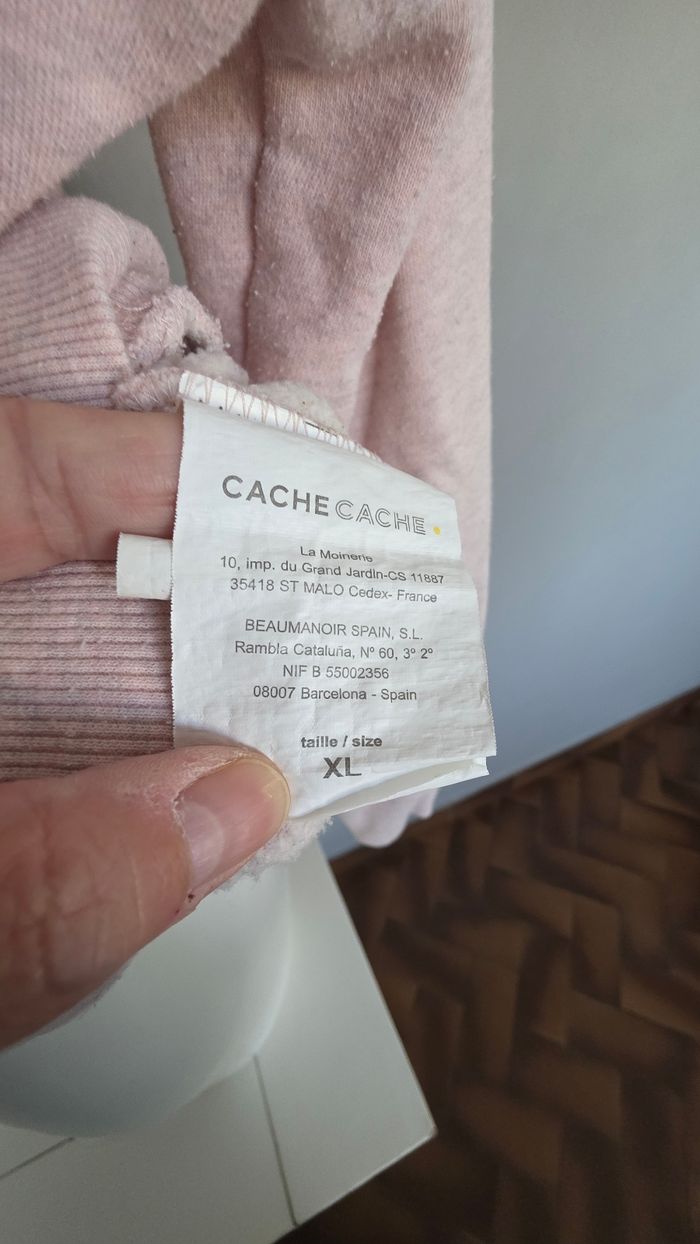 CACHE CACHE
La Moinerie
10, imp. du Grand Jardin-CS 11887
35418 ST MALO Cedex- France
BEAUMANOIR SPAIN, S.L.
Rambla Cataluña, Nº 60, 3º 2º
NIF B 55002356
08007 Barcelona - Spain
taille / size
XL